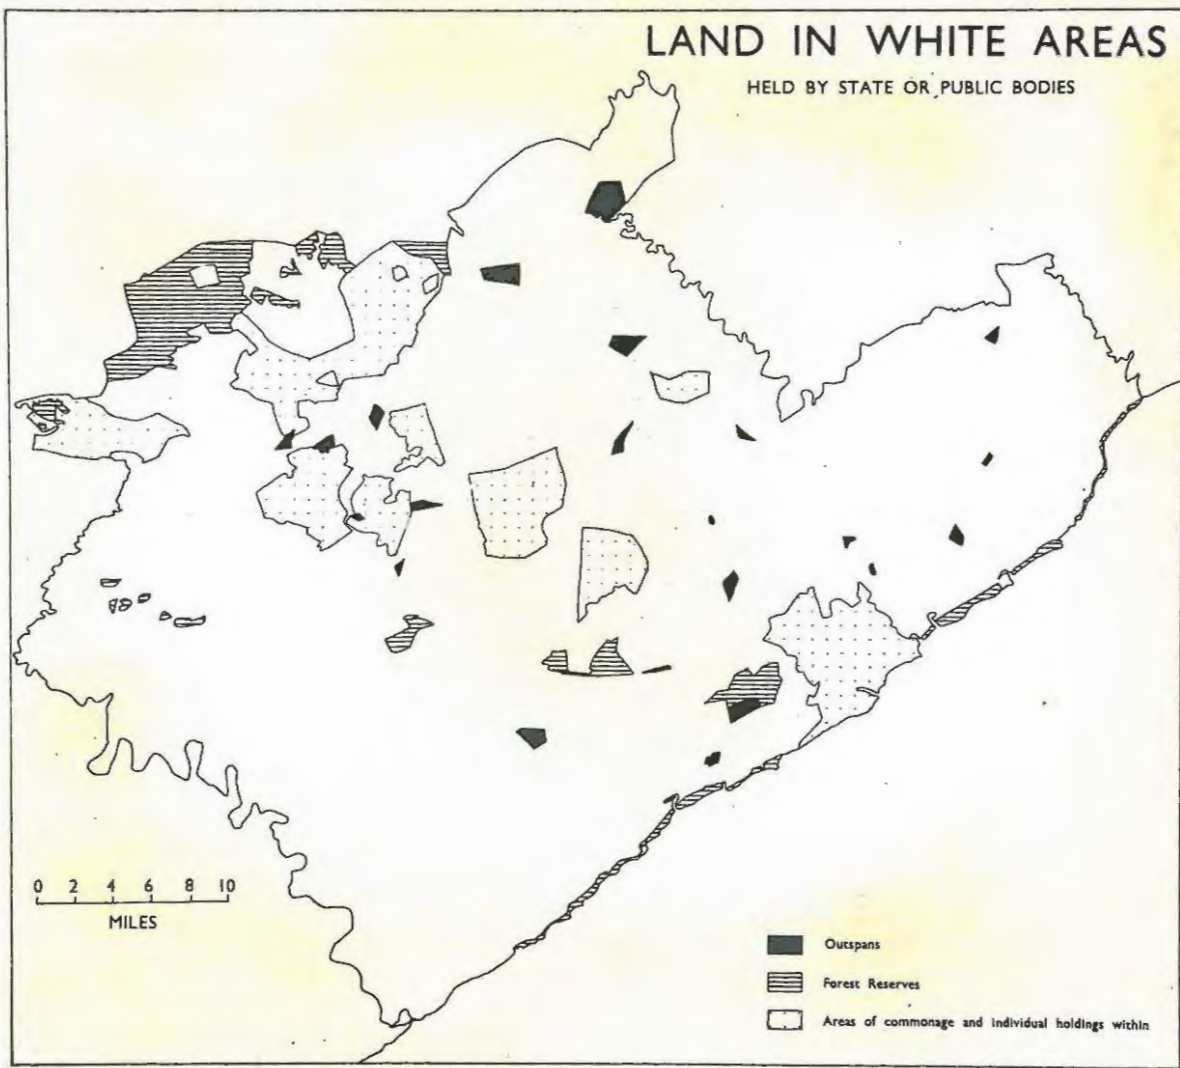 LAND IN WHITE AREAS
HELD BY STATE OR PUBLIC BODIES
0 2 4 6 8 10
MILES
Outspans
Forest Reserves
Areas of commonage and individual holdings within